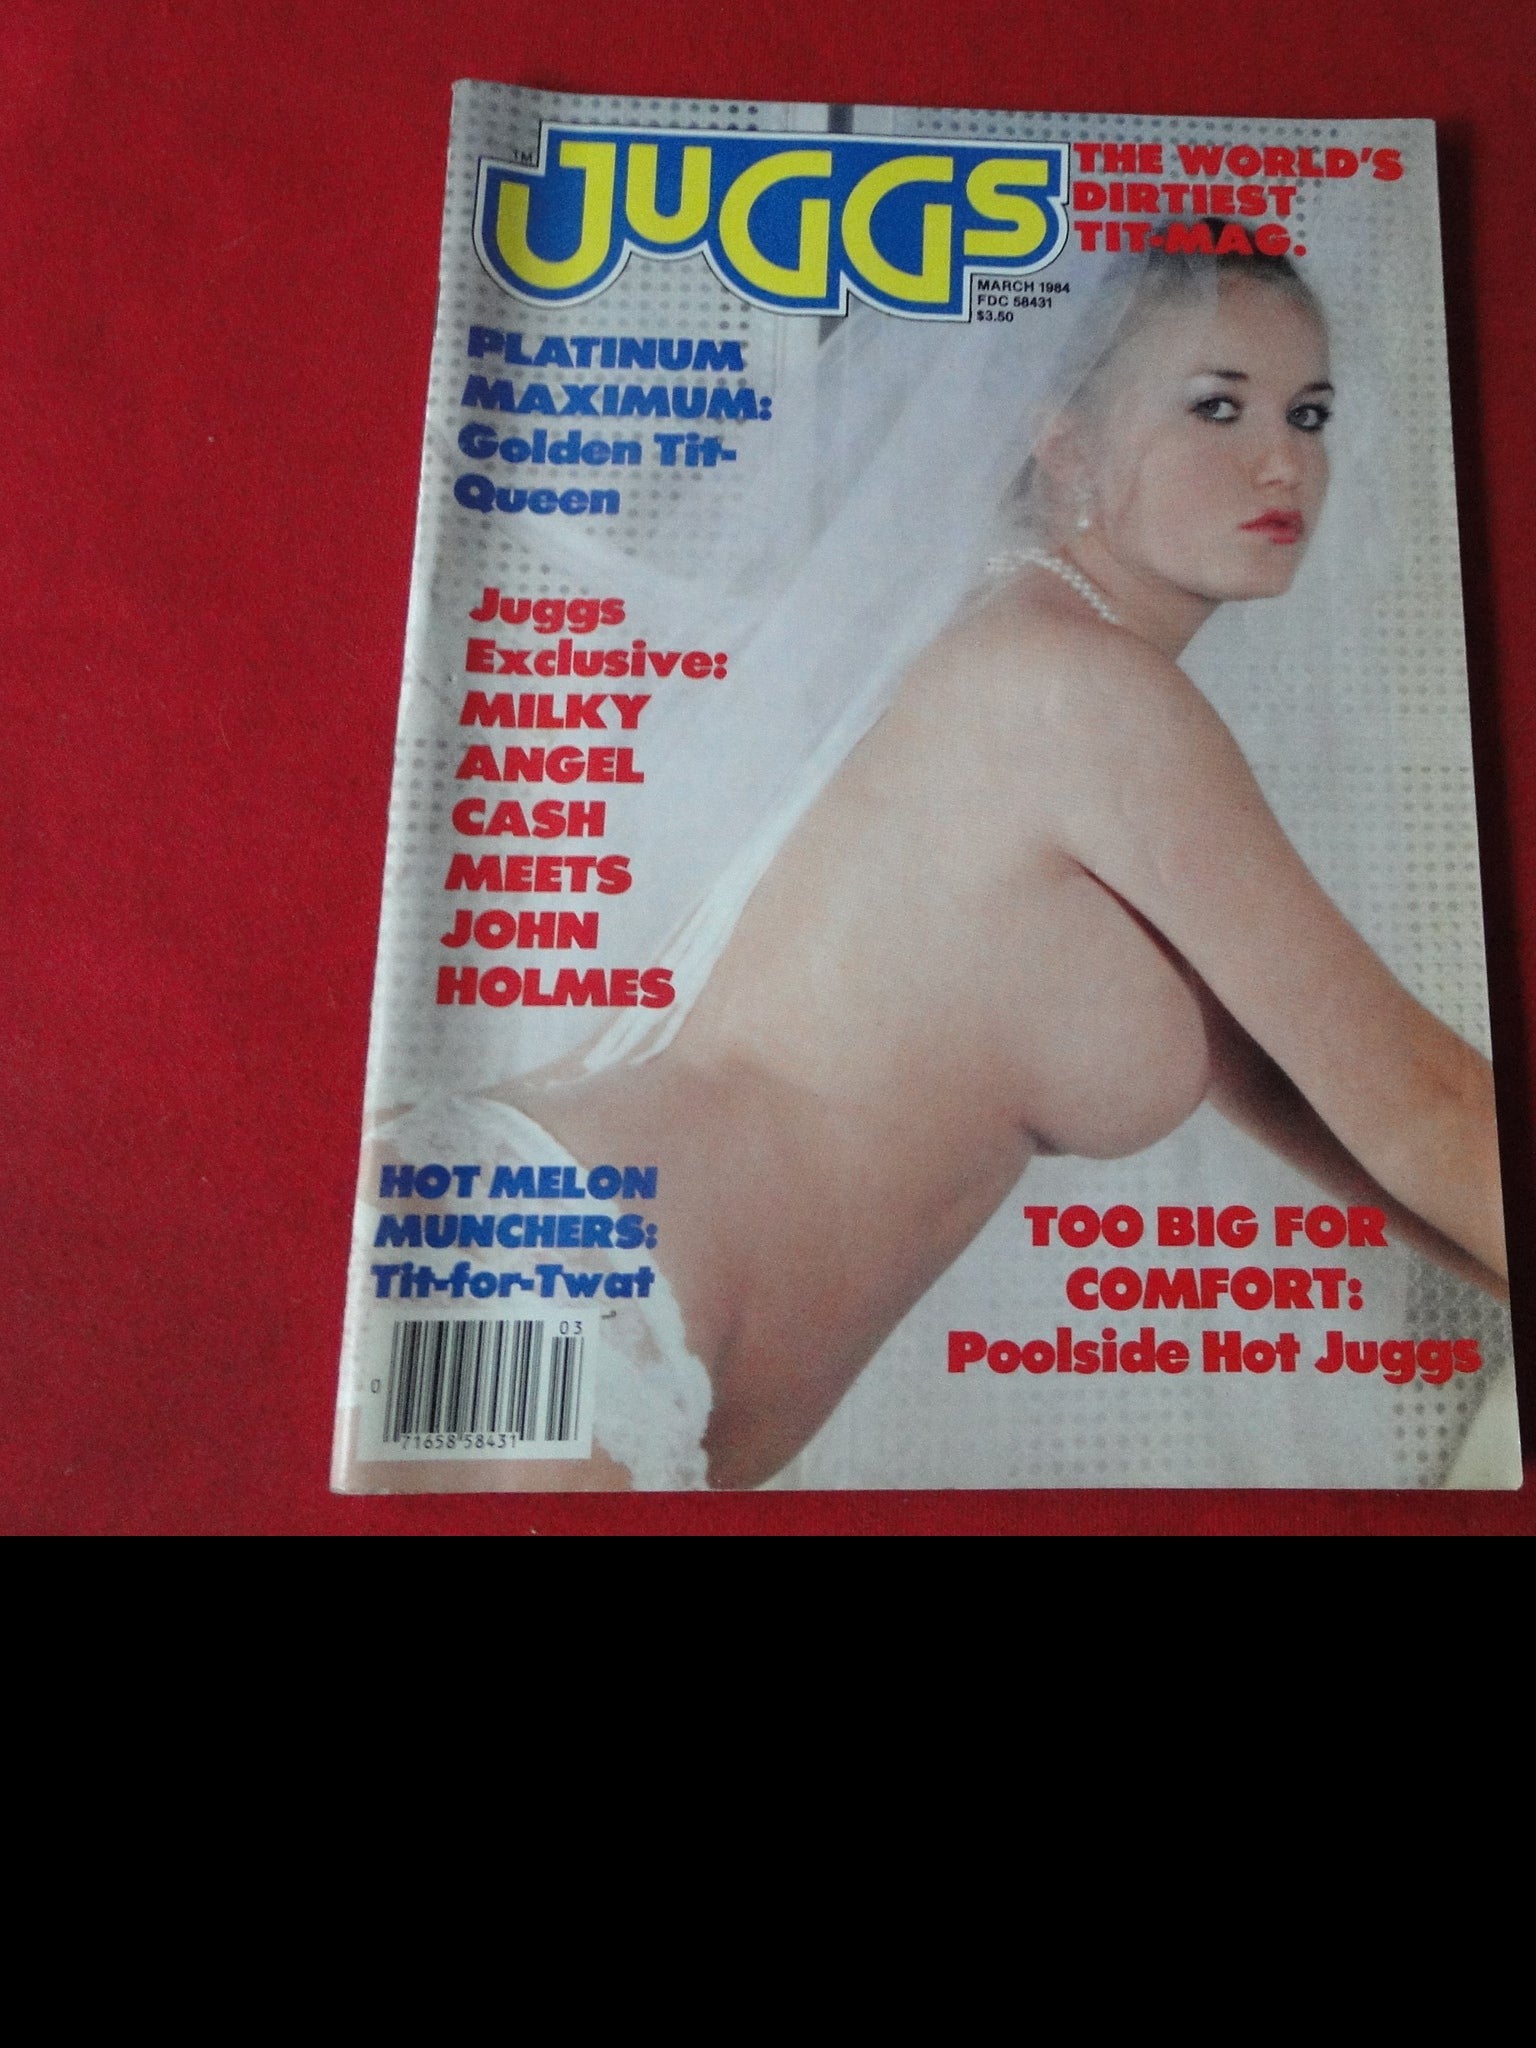 TM
JUGGS
THE WORLD'S
DIRTIEST
TIT-MAG.
MARCH 1984
FDC 58431
$3.50
PLATINUM
MAXIMUM:
Golden Tit-
Queen
Juggs
Exclusive:
MILKY
ANGEL
CASH
MEETS
JOHN
HOLMES
HOT MELON
MUNCHERS:
Tit-for-Twat
TOO BIG FOR
COMFORT:
Poolside Hot Juggs
03
0
71658 58431